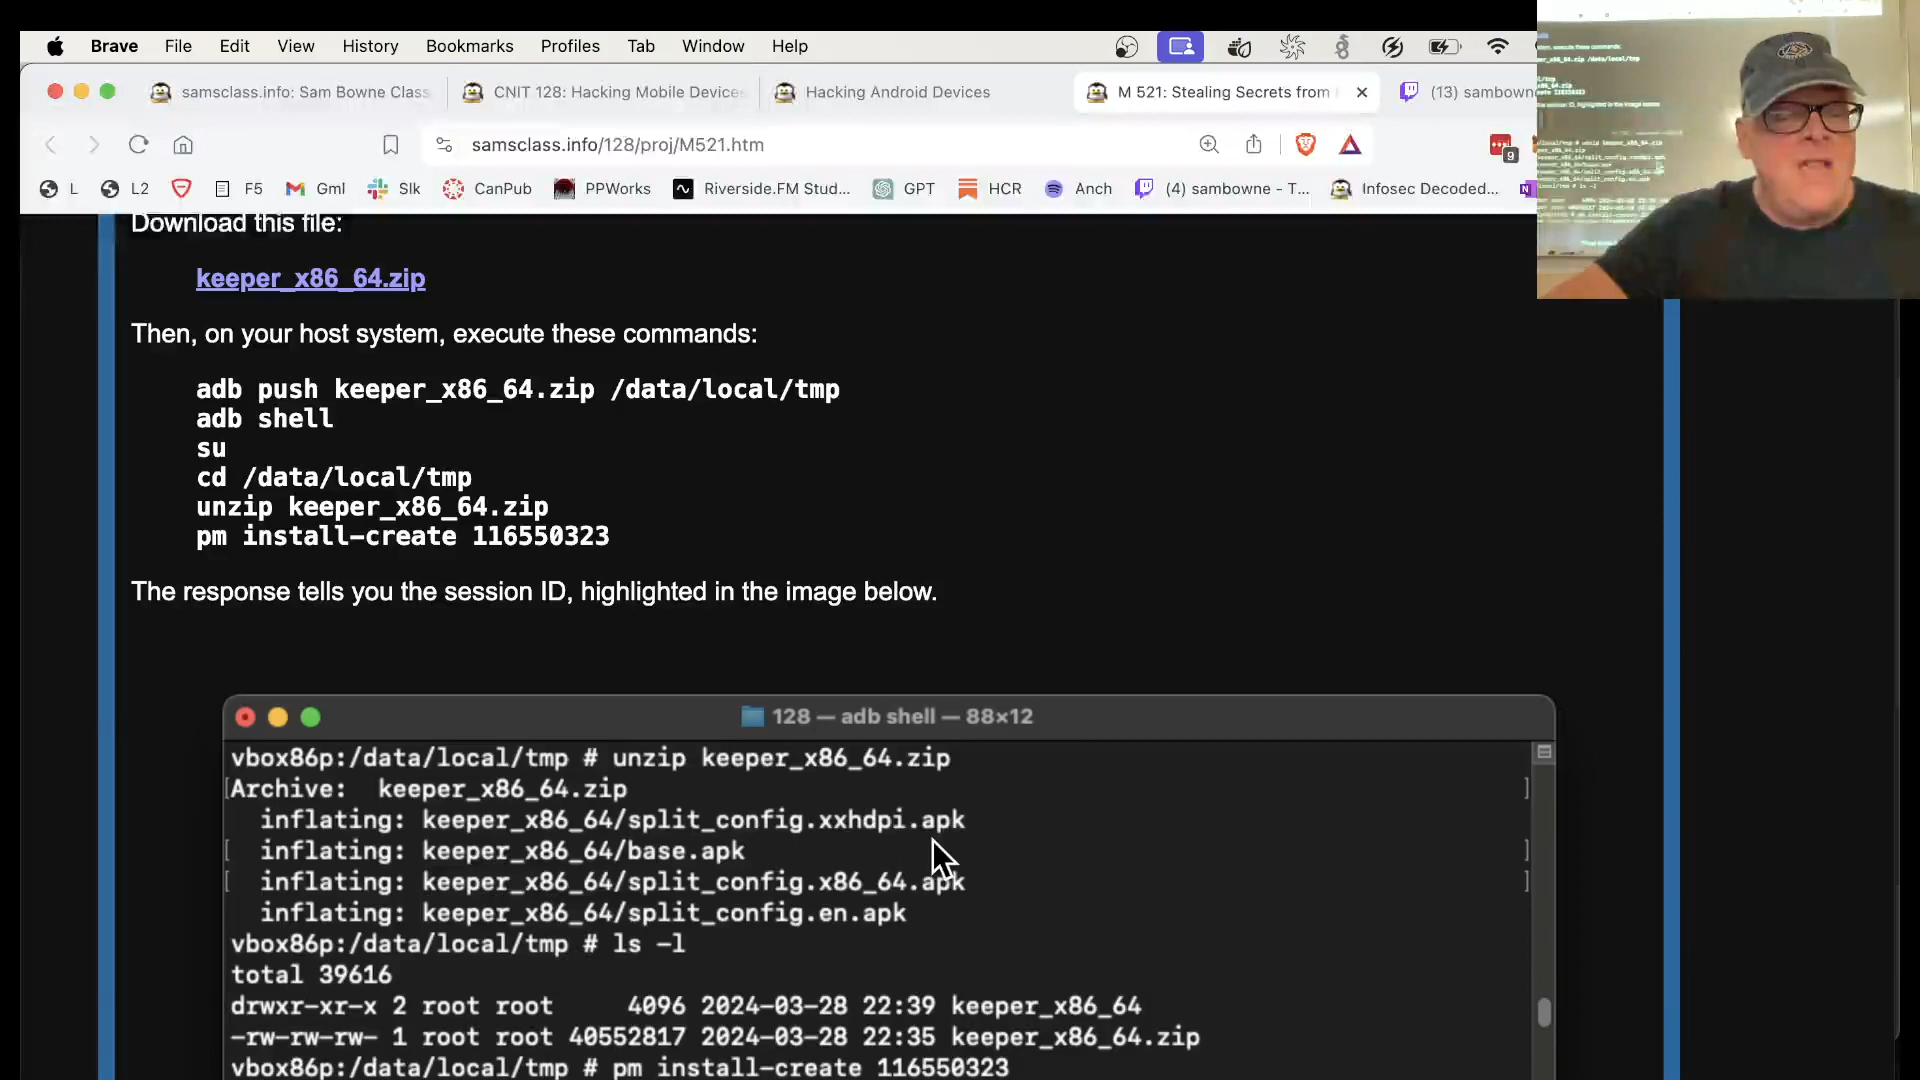 Brave File Edit View History Bookmarks Profiles Tab Window Help
samsclass.info: Sam Bowne Class
CNIT 128: Hacking Mobile Devices
Hacking Android Devices
M 521: Stealing Secrets from
(13) sambown
samsclass.info/128/proj/M521.htm
9
L L2 F5 Gml Slk CanPub PPWorks Riverside.FM Stud... GPT HCR Anch (4) sambowne - T... Infosec Decoded...
Download this file:
keeper_x86_64.zip
Then, on your host system, execute these commands:
adb push keeper_x86_64.zip /data/local/tmp
adb shell
su
cd /data/local/tmp
unzip keeper_x86_64.zip
pm install-create 116550323
The response tells you the session ID, highlighted in the image below.
128 — adb shell — 88×12
vbox86p:/data/local/tmp # unzip keeper_x86_64.zip
[Archive:  keeper_x86_64.zip ]
inflating: keeper_x86_64/split_config.xxhdpi.apk
[ inflating: keeper_x86_64/base.apk ]
[ inflating: keeper_x86_64/split_config.x86_64.apk ]
inflating: keeper_x86_64/split_config.en.apk
vbox86p:/data/local/tmp # ls -l
total 39616
drwxr-xr-x 2 root root     4096 2024-03-28 22:39 keeper_x86_64
-rw-rw-rw- 1 root root 40552817 2024-03-28 22:35 keeper_x86_64.zip
vbox86p:/data/local/tmp # pm install-create 116550323